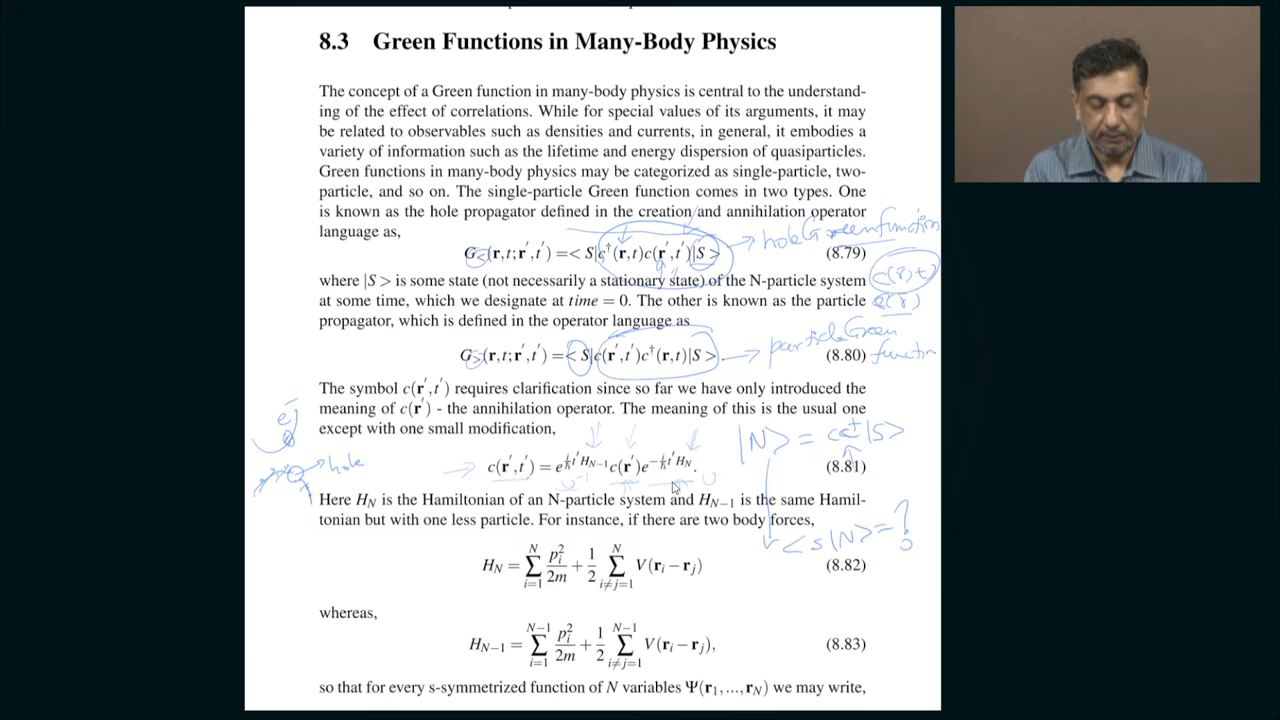 8.3 Green Functions in Many-Body Physics
The concept of a Green function in many-body physics is central to the understand-
ing of the effect of correlations. While for special values of its arguments, it may
be related to observables such as densities and currents, in general, it embodies a
variety of information such as the lifetime and energy dispersion of quasiparticles.
Green functions in many-body physics may be categorized as single-particle, two-
particle, and so on. The single-particle Green function comes in two types. One
is known as the hole propagator defined in the creation and annihilation operator
language as,
G<(r,t;r′,t′) =< S|c†(r,t)c(r′,t′)|S > (8.79)
hole Green function
where |S > is some state (not necessarily a stationary state) of the N-particle system
c(r,t)
at some time, which we designate at time = 0. The other is known as the particle
c(r)
propagator, which is defined in the operator language as
G>(r,t;r′,t′) =< S|c(r′,t′)c†(r,t)|S > (8.80)
particle Green
function
The symbol c(r′,t′) requires clarification since so far we have only introduced the
meaning of c(r′) - the annihilation operator. The meaning of this is the usual one
except with one small modification,
|N> = cc†|S>
e-
hole
c(r′,t′) = e^{i/ħ t′H_{N−1}} c(r′)e^{−i/ħ t′H_N}. (8.81)
U-1 U
Here H_N is the Hamiltonian of an N-particle system and H_{N−1} is the same Hamil-
tonian but with one less particle. For instance, if there are two body forces,
<S|N> = ?
H_N = ∑_{i=1}^{N} p_i²/2m + 1/2 ∑_{i≠j=1}^{N} V(r_i − r_j) (8.82)
whereas,
H_{N−1} = ∑_{i=1}^{N−1} p_i²/2m + 1/2 ∑_{i≠j=1}^{N−1} V(r_i − r_j), (8.83)
so that for every s-symmetrized function of N variables Ψ(r_1,...,r_N) we may write,